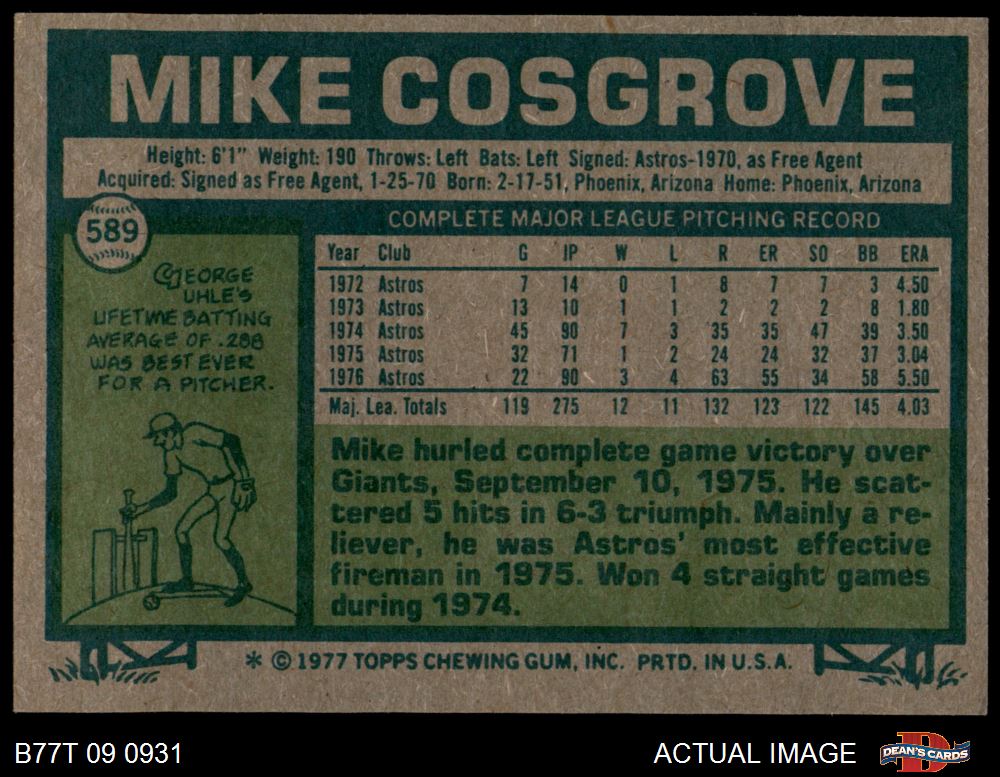 MIKE COSGROVE
Height: 6'1" Weight: 190 Throws: Left Bats: Left Signed: Astros-1970, as Free Agent
Acquired: Signed as Free Agent, 1-25-70 Born: 2-17-51, Phoenix, Arizona Home: Phoenix, Arizona
589
GEORGE
UHLE'S
LIFETIME BATTING
AVERAGE OF .288
WAS BEST EVER
FOR A PITCHER.
COMPLETE MAJOR LEAGUE PITCHING RECORD
Year Club G IP W L R ER SO BB ERA
1972 Astros 7 14 0 1 8 7 7 3 4.50
1973 Astros 13 10 1 1 2 2 2 8 1.80
1974 Astros 45 90 7 3 35 35 47 39 3.50
1975 Astros 32 71 1 2 24 24 32 37 3.04
1976 Astros 22 90 3 4 63 55 34 58 5.50
Maj. Lea. Totals 119 275 12 11 132 123 122 145 4.03
Mike hurled complete game victory over
Giants, September 10, 1975. He scat-
tered 5 hits in 6-3 triumph. Mainly a re-
liever, he was Astros' most effective
fireman in 1975. Won 4 straight games
during 1974.
* © 1977 TOPPS CHEWING GUM, INC. PRTD. IN U.S.A.
B77T 09 0931
ACTUAL IMAGE
D
DEAN'S CARDS